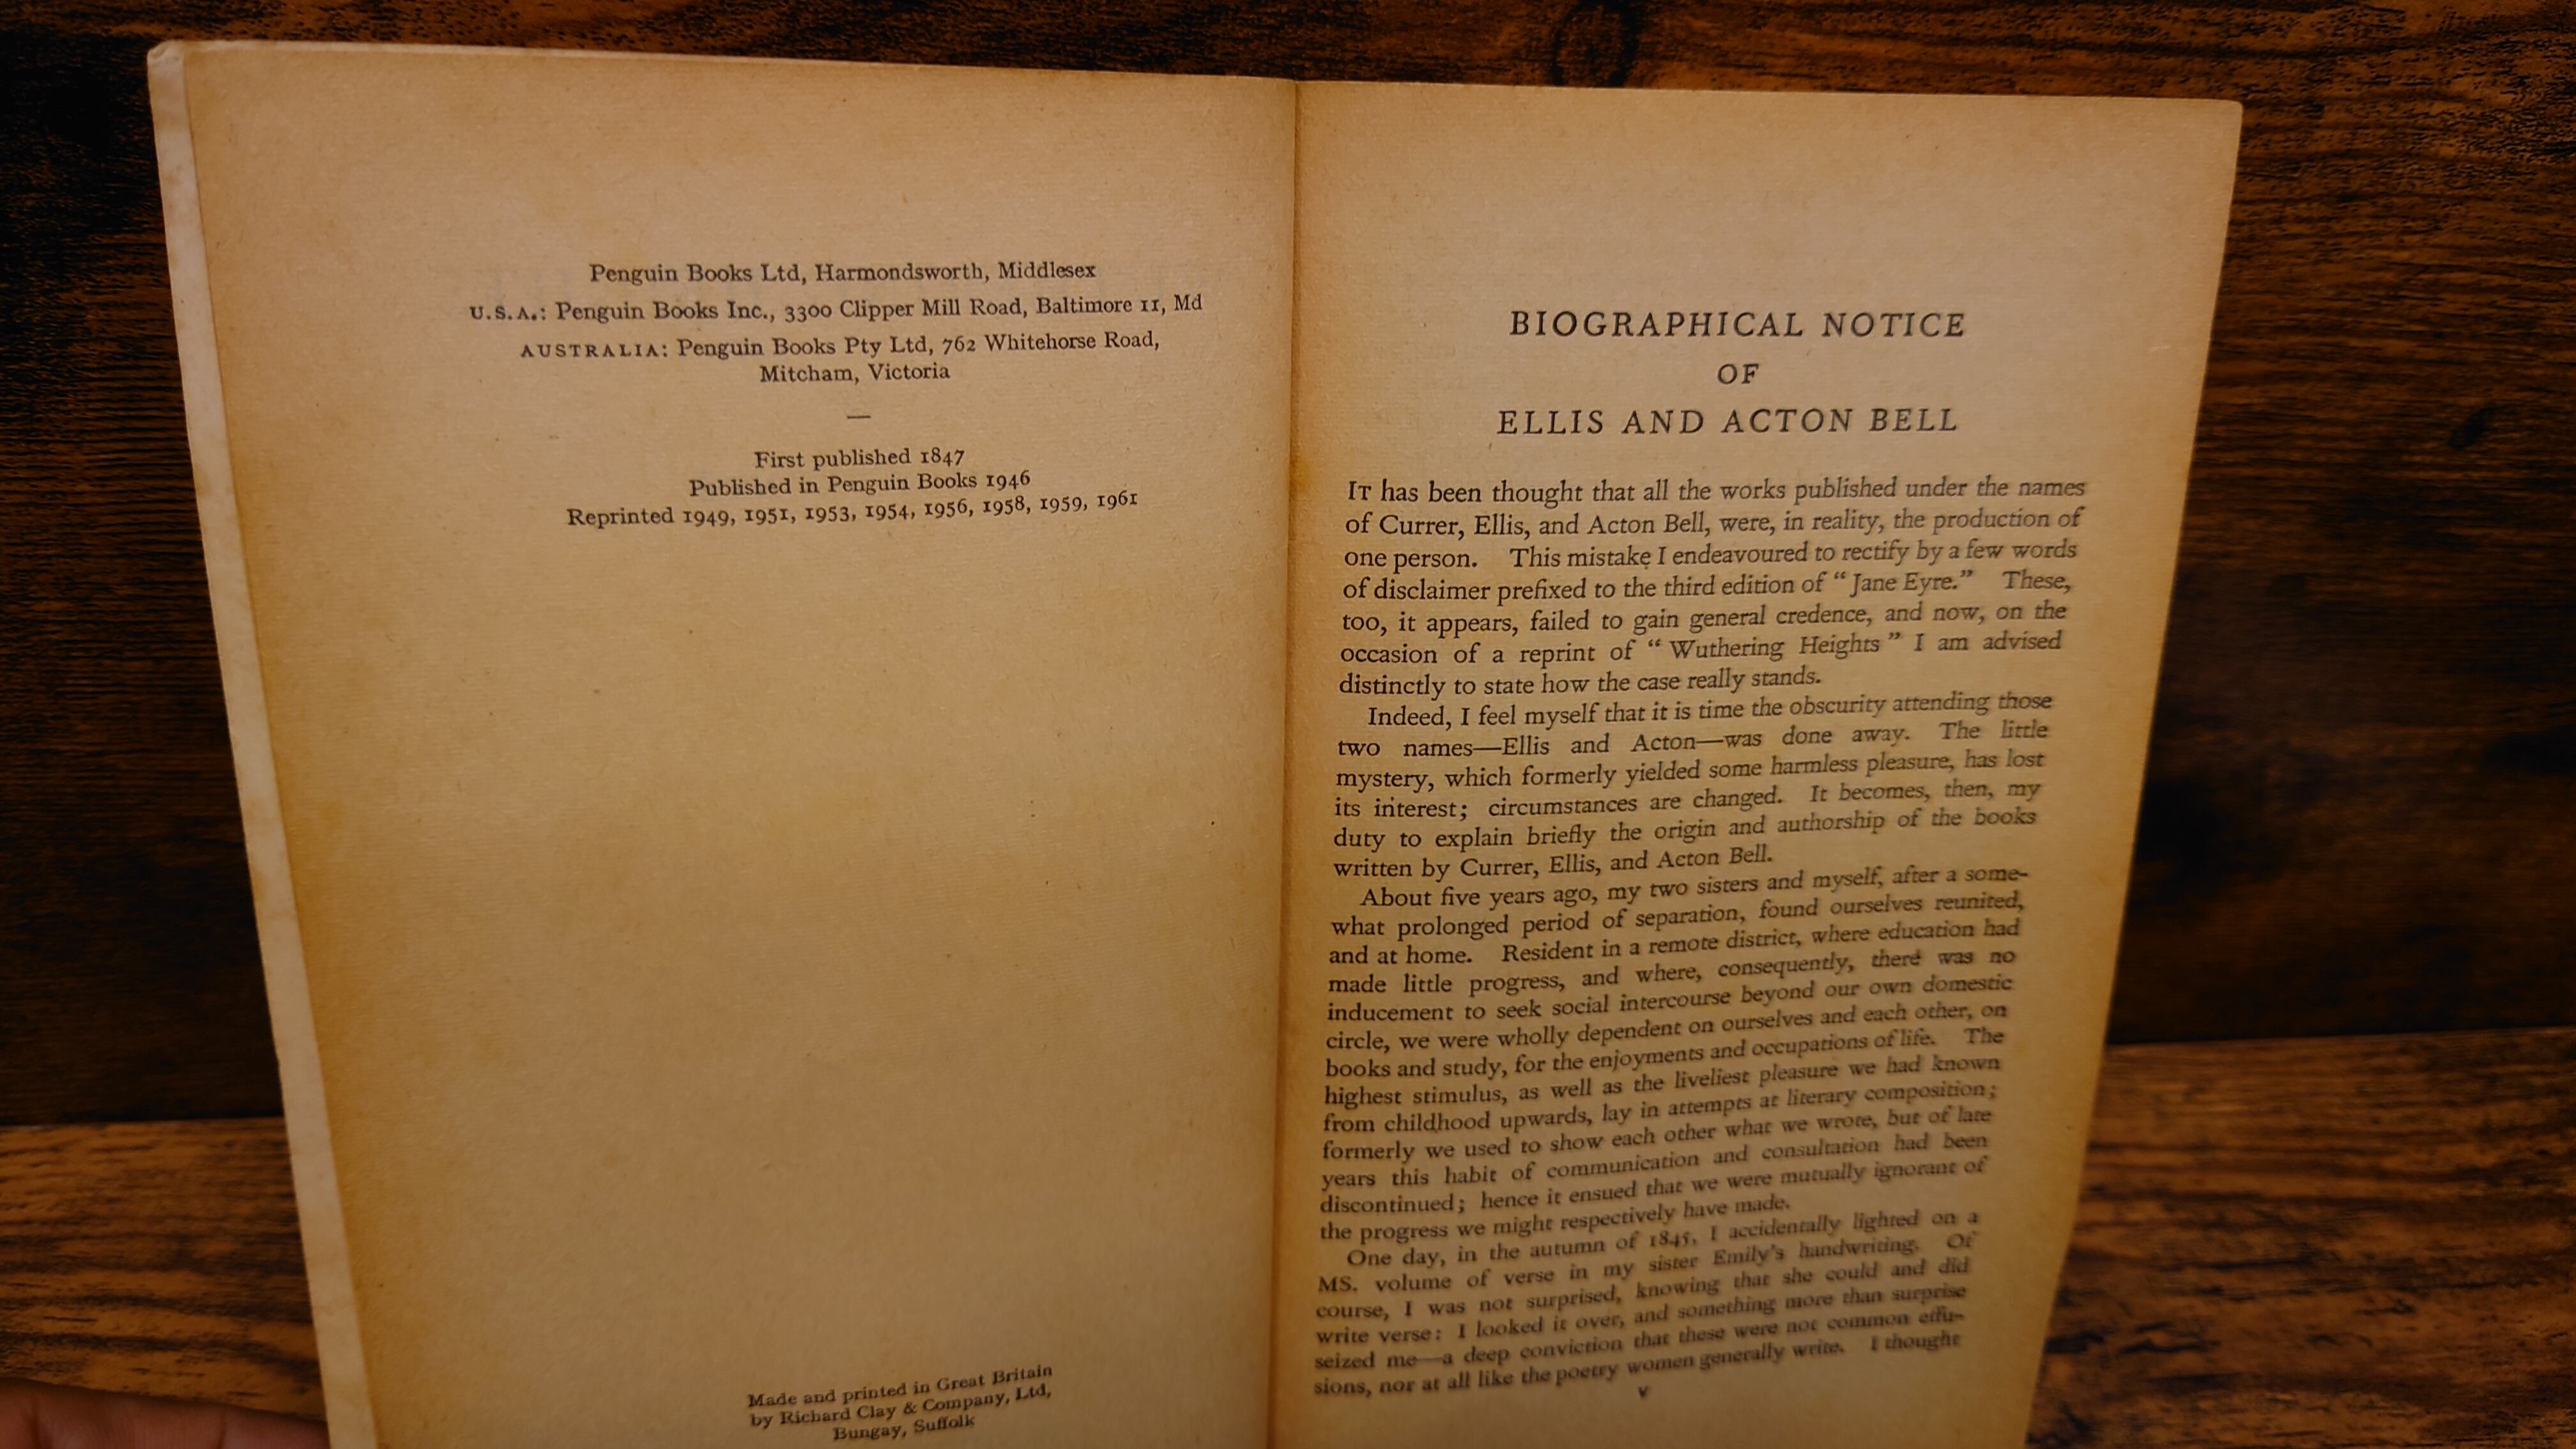 Penguin Books Ltd, Harmondsworth, Middlesex
U.S.A.: Penguin Books Inc., 3300 Clipper Mill Road, Baltimore 11, Md
AUSTRALIA: Penguin Books Pty Ltd, 762 Whitehorse Road,
Mitcham, Victoria
—
First published 1847
Published in Penguin Books 1946
Reprinted 1949, 1951, 1953, 1954, 1956, 1958, 1959, 1961
Made and printed in Great Britain
by Richard Clay & Company, Ltd,
Bungay, Suffolk
BIOGRAPHICAL NOTICE
OF
ELLIS AND ACTON BELL
IT has been thought that all the works published under the names
of Currer, Ellis, and Acton Bell, were, in reality, the production of
one person. This mistake I endeavoured to rectify by a few words
of disclaimer prefixed to the third edition of “Jane Eyre.” These,
too, it appears, failed to gain general credence, and now, on the
occasion of a reprint of “Wuthering Heights” I am advised
distinctly to state how the case really stands.
Indeed, I feel myself that it is time the obscurity attending those
two names—Ellis and Acton—was done away. The little
mystery, which formerly yielded some harmless pleasure, has lost
its interest; circumstances are changed. It becomes, then, my
duty to explain briefly the origin and authorship of the books
written by Currer, Ellis, and Acton Bell.
About five years ago, my two sisters and myself, after a some-
what prolonged period of separation, found ourselves reunited,
and at home. Resident in a remote district, where education had
made little progress, and where, consequently, there was no
inducement to seek social intercourse beyond our own domestic
circle, we were wholly dependent on ourselves and each other, on
books and study, for the enjoyments and occupations of life. The
highest stimulus, as well as the liveliest pleasure we had known
from childhood upwards, lay in attempts at literary composition;
formerly we used to show each other what we wrote, but of late
years this habit of communication and consultation had been
discontinued; hence it ensued that we were mutually ignorant of
the progress we might respectively have made.
One day, in the autumn of 1845, I accidentally lighted on a
MS. volume of verse in my sister Emily’s handwriting. Of
course, I was not surprised, knowing that she could and did
write verse: I looked it over, and something more than surprise
seized me—a deep conviction that these were not common effu-
sions, nor at all like the poetry women generally write. I thought
v